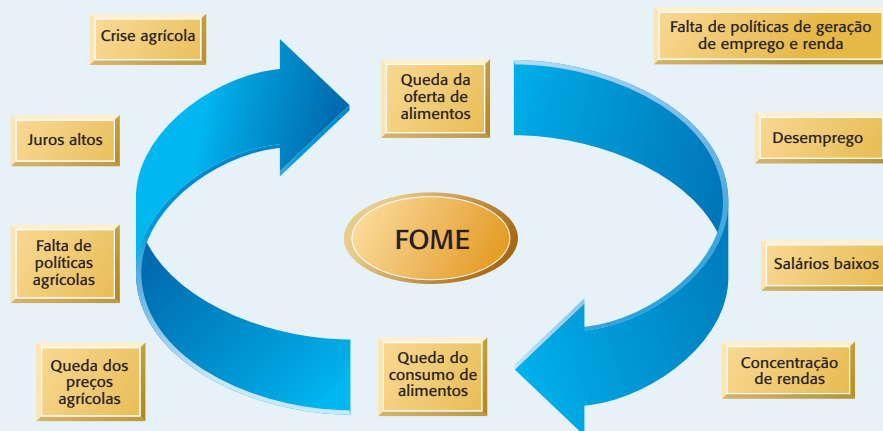 Crise agrícola
Falta de políticas de geração
de emprego e renda
Queda da
oferta de
alimentos
Juros altos
Desemprego
FOME
Falta de
políticas
agrícolas
Salários baixos
Queda dos
preços
agrícolas
Queda do
consumo de
alimentos
Concentração
de rendas